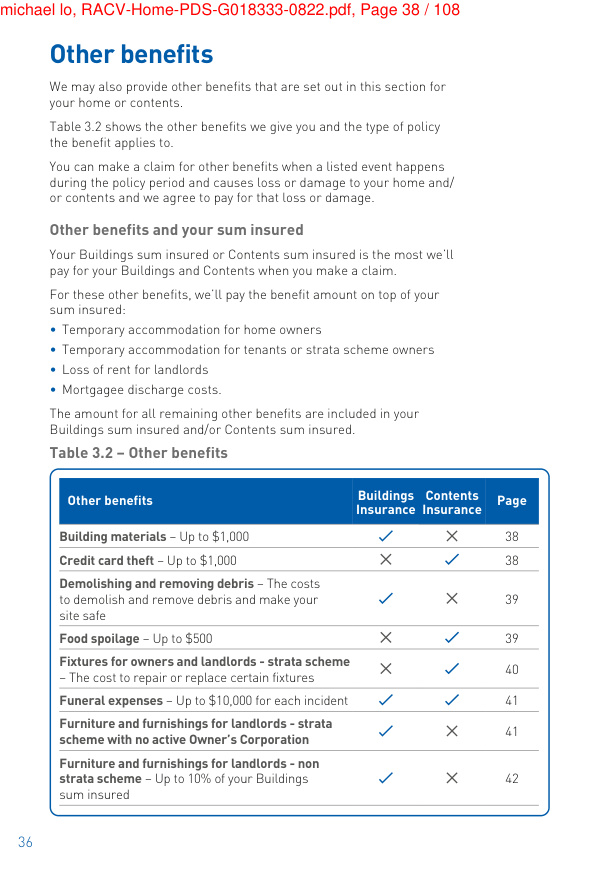 michael lo, RACV-Home-PDS-G018333-0822.pdf, Page 38 / 108
Other benefits
We may also provide other benefits that are set out in this section for
your home or contents.
Table 3.2 shows the other benefits we give you and the type of policy
the benefit applies to.
You can make a claim for other benefits when a listed event happens
during the policy period and causes loss or damage to your home and/
or contents and we agree to pay for that loss or damage.
Other benefits and your sum insured
Your Buildings sum insured or Contents sum insured is the most we'll
pay for your Buildings and Contents when you make a claim.
For these other benefits, we'll pay the benefit amount on top of your
sum insured:
• Temporary accommodation for home owners
• Temporary accommodation for tenants or strata scheme owners
• Loss of rent for landlords
• Mortgagee discharge costs.
The amount for all remaining other benefits are included in your
Buildings sum insured and/or Contents sum insured.
Table 3.2 – Other benefits
Other benefits Buildings Insurance Contents Insurance Page
Building materials – Up to $1,000 ✓ ✕ 38
Credit card theft – Up to $1,000 ✕ ✓ 38
Demolishing and removing debris – The costs
to demolish and remove debris and make your
site safe ✓ ✕ 39
Food spoilage – Up to $500 ✕ ✓ 39
Fixtures for owners and landlords - strata scheme
– The cost to repair or replace certain fixtures ✕ ✓ 40
Funeral expenses – Up to $10,000 for each incident ✓ ✓ 41
Furniture and furnishings for landlords - strata
scheme with no active Owner's Corporation ✓ ✕ 41
Furniture and furnishings for landlords - non
strata scheme – Up to 10% of your Buildings
sum insured ✓ ✕ 42
36